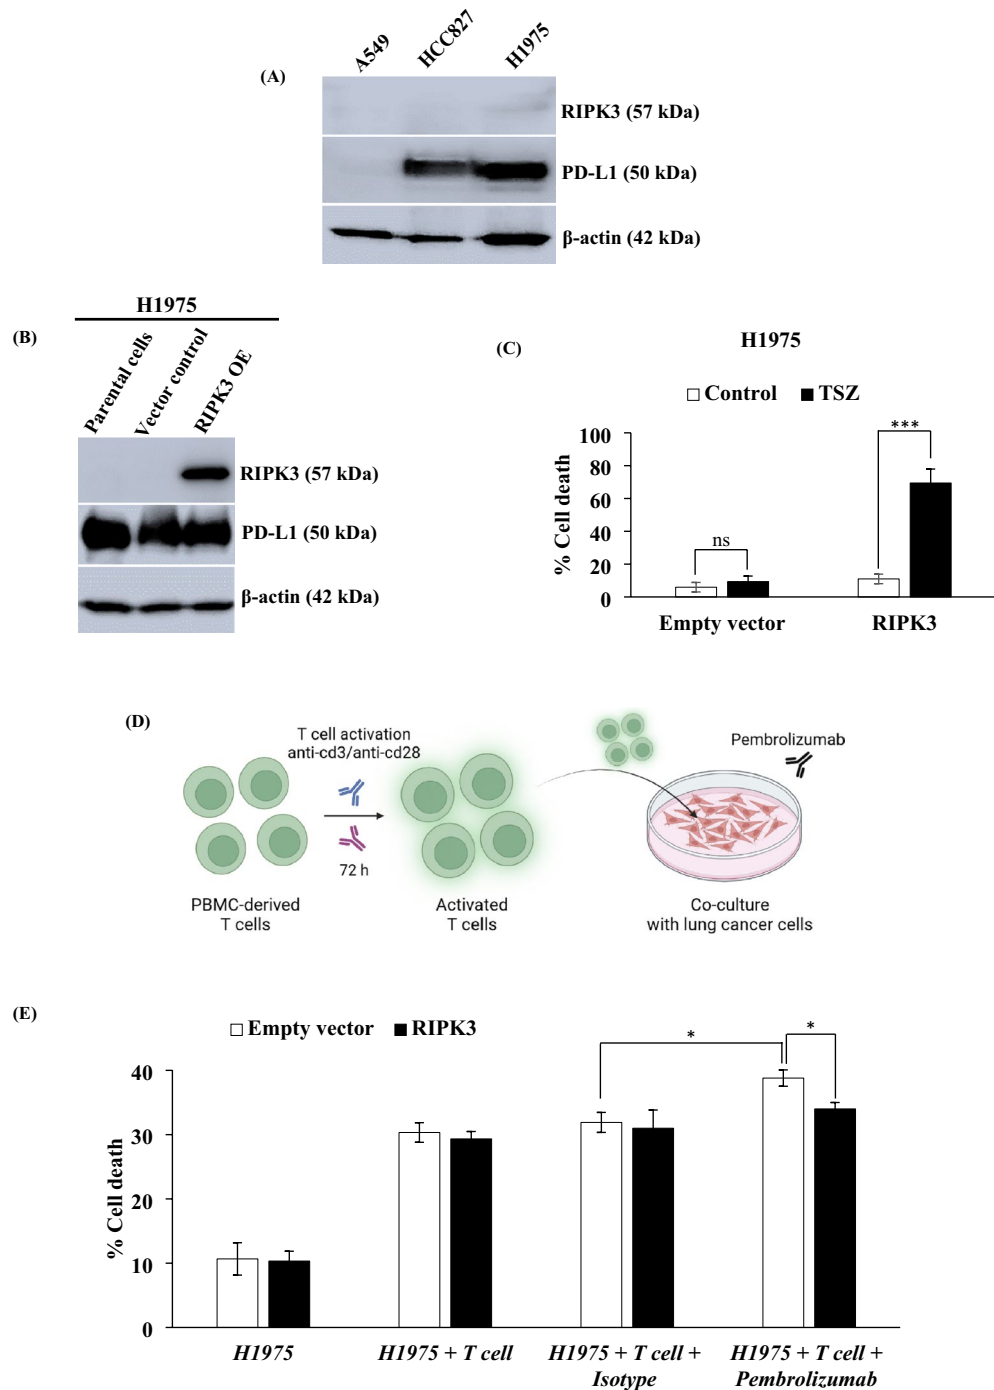 (A)
A549
HCC827
H1975
RIPK3 (57 kDa)
PD-L1 (50 kDa)
β-actin (42 kDa)
(B)
H1975
Parental cells
Vector control
RIPK3 OE
RIPK3 (57 kDa)
PD-L1 (50 kDa)
β-actin (42 kDa)
(C)
H1975
Control TSZ
% Cell death
100
80
60
40
20
0
ns
***
Empty vector RIPK3
(D)
T cell activation
anti-cd3/anti-cd28
72 h
PBMC-derived
T cells
Activated
T cells
Pembrolizumab
Co-culture
with lung cancer cells
(E)
Empty vector RIPK3
% Cell death
40
30
20
10
0
*
*
H1975
H1975 + T cell
H1975 + T cell +
Isotype
H1975 + T cell +
Pembrolizumab